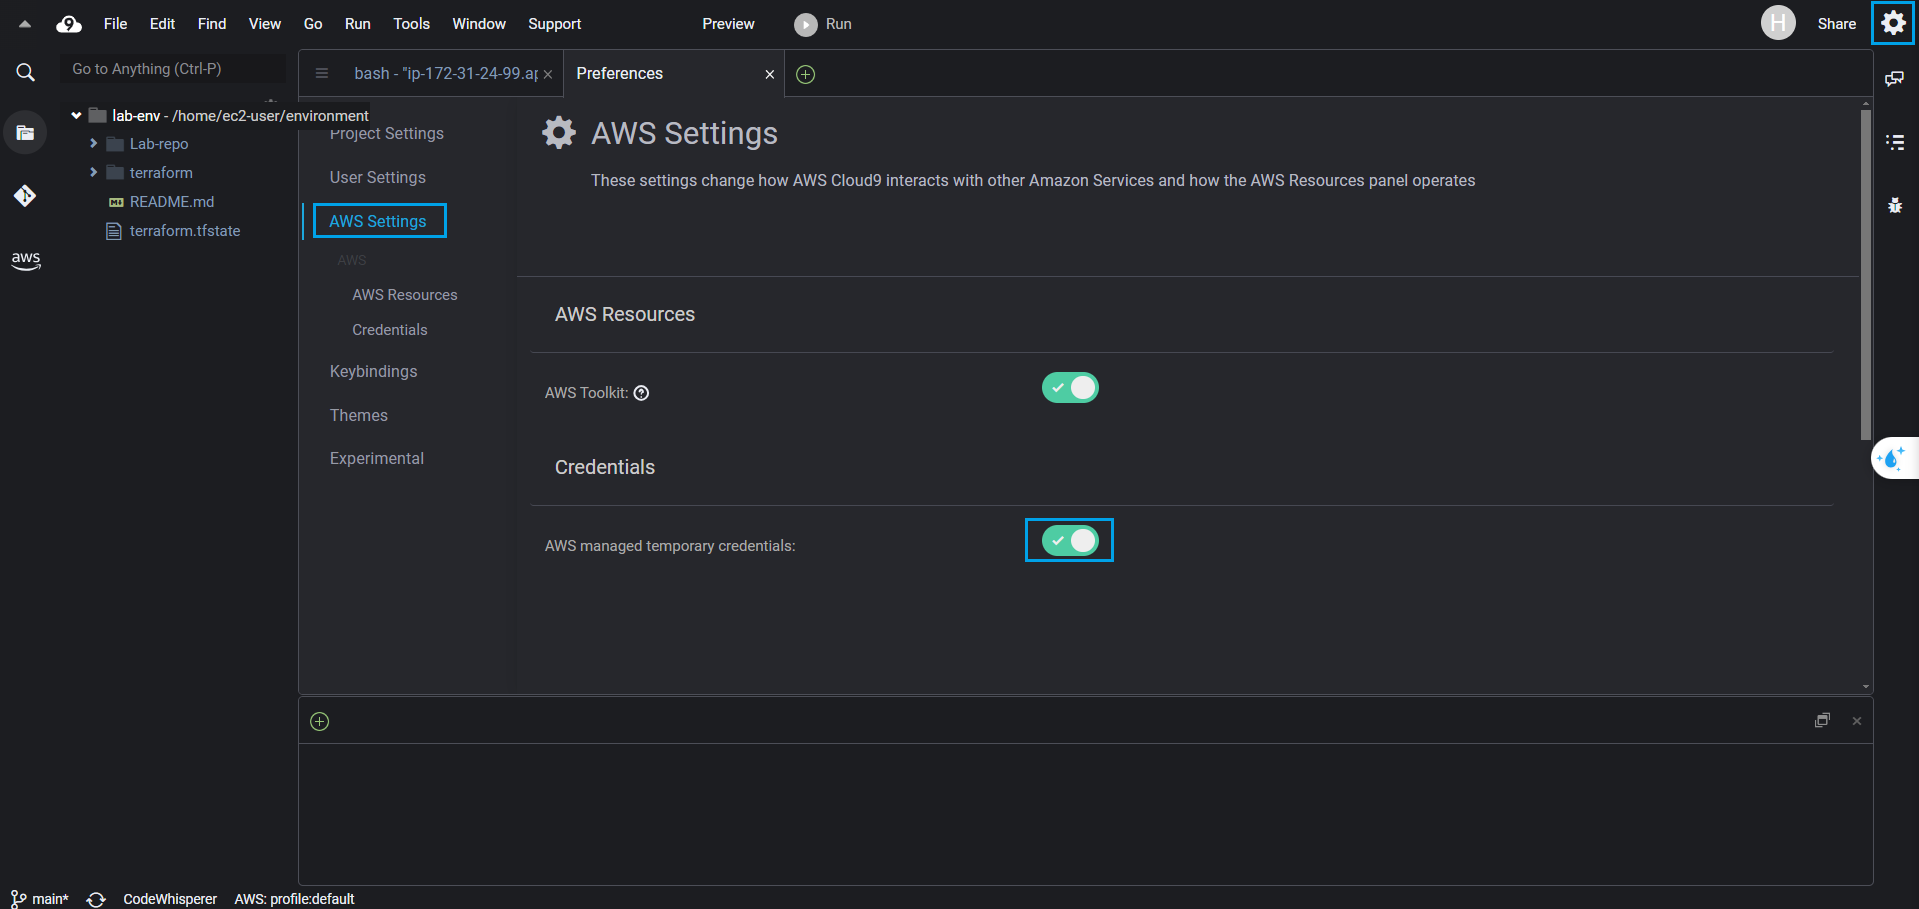 File Edit Find View Go Run Tools Window Support Preview Run H Share
Go to Anything (Ctrl-P)
bash - "ip-172-31-24-99.ap
Preferences
lab-env - /home/ec2-user/environment
Lab-repo
terraform
README.md
terraform.tfstate
aws
Project Settings
User Settings
AWS Settings
AWS
AWS Resources
Credentials
Keybindings
Themes
Experimental
AWS Settings
These settings change how AWS Cloud9 interacts with other Amazon Services and how the AWS Resources panel operates
AWS Resources
AWS Toolkit:
Credentials
AWS managed temporary credentials:
main* CodeWhisperer AWS: profile:default